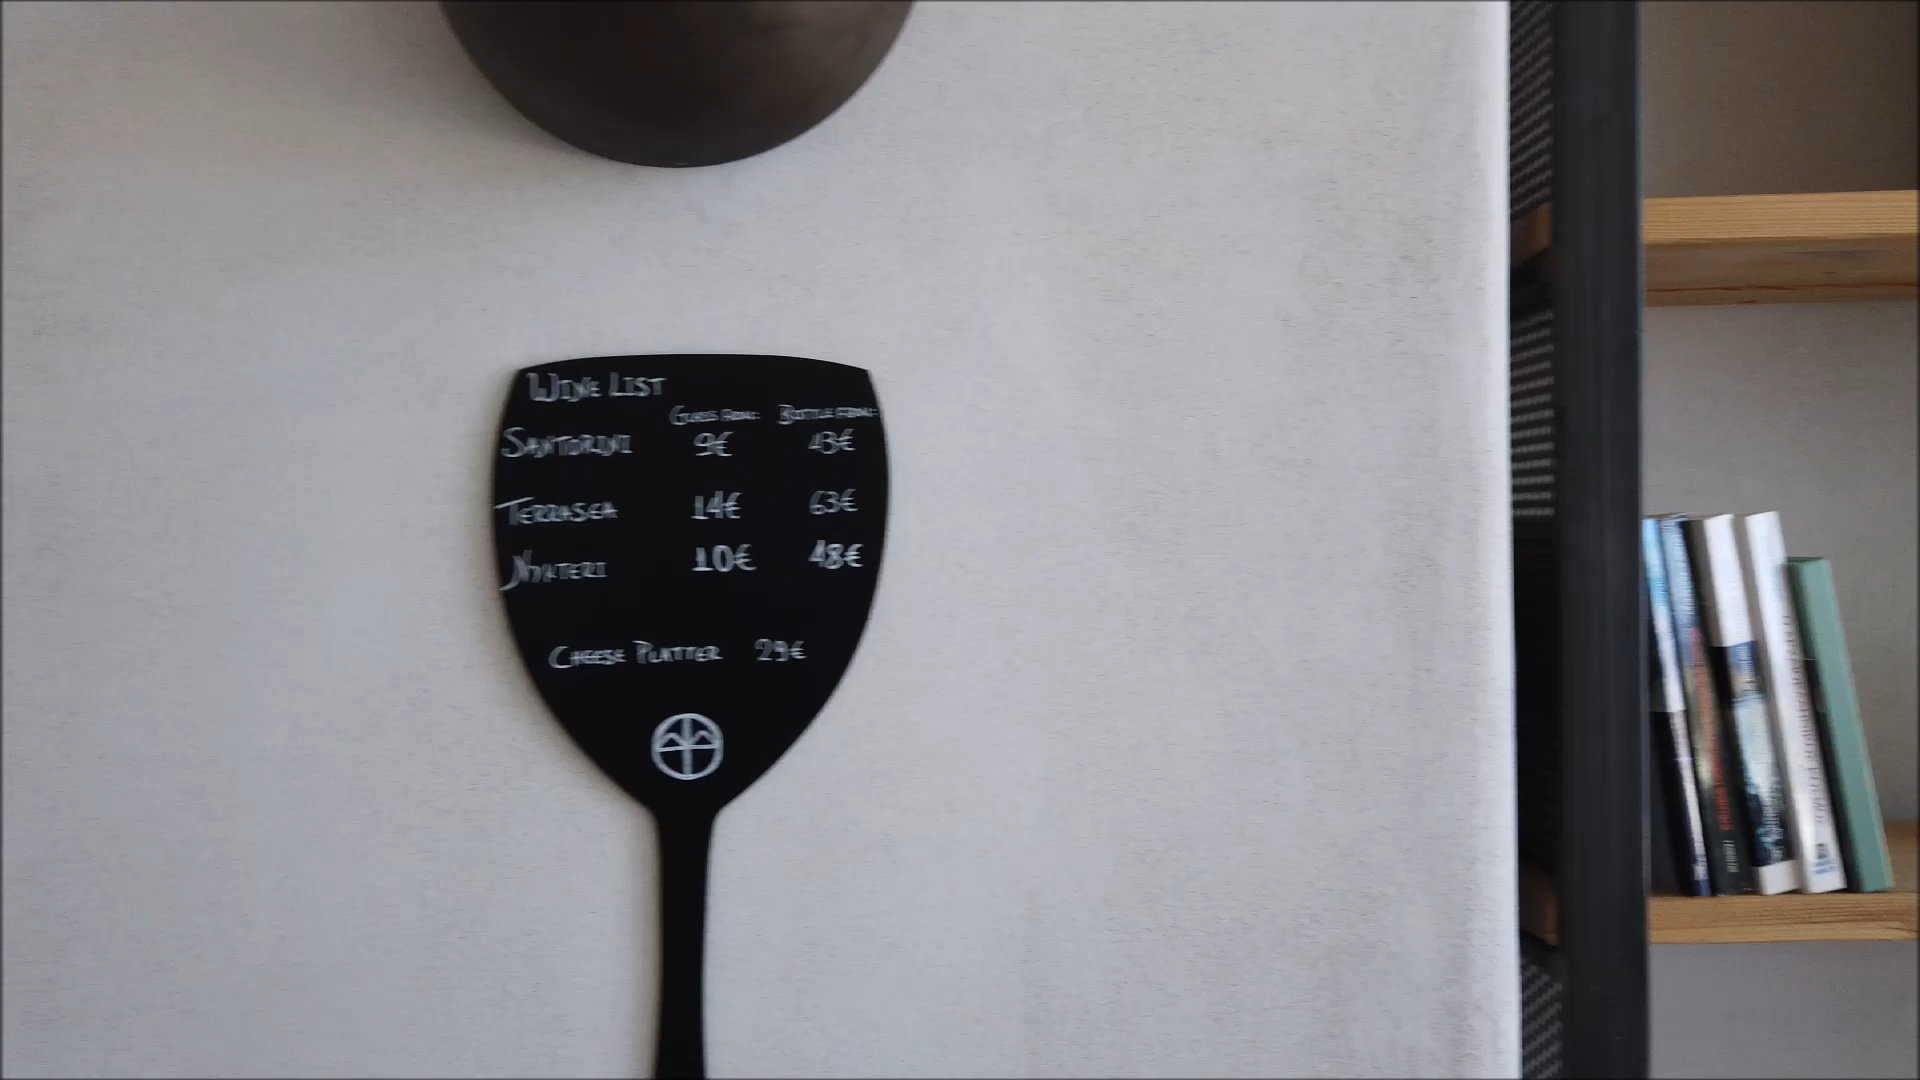 WINE LIST
GLASS FROM: BOTTLE FROM:
SANTORINI 9€ 43€
TERRASEA 14€ 63€
NYKTERI 10€ 48€
CHEESE PLATTER 29€